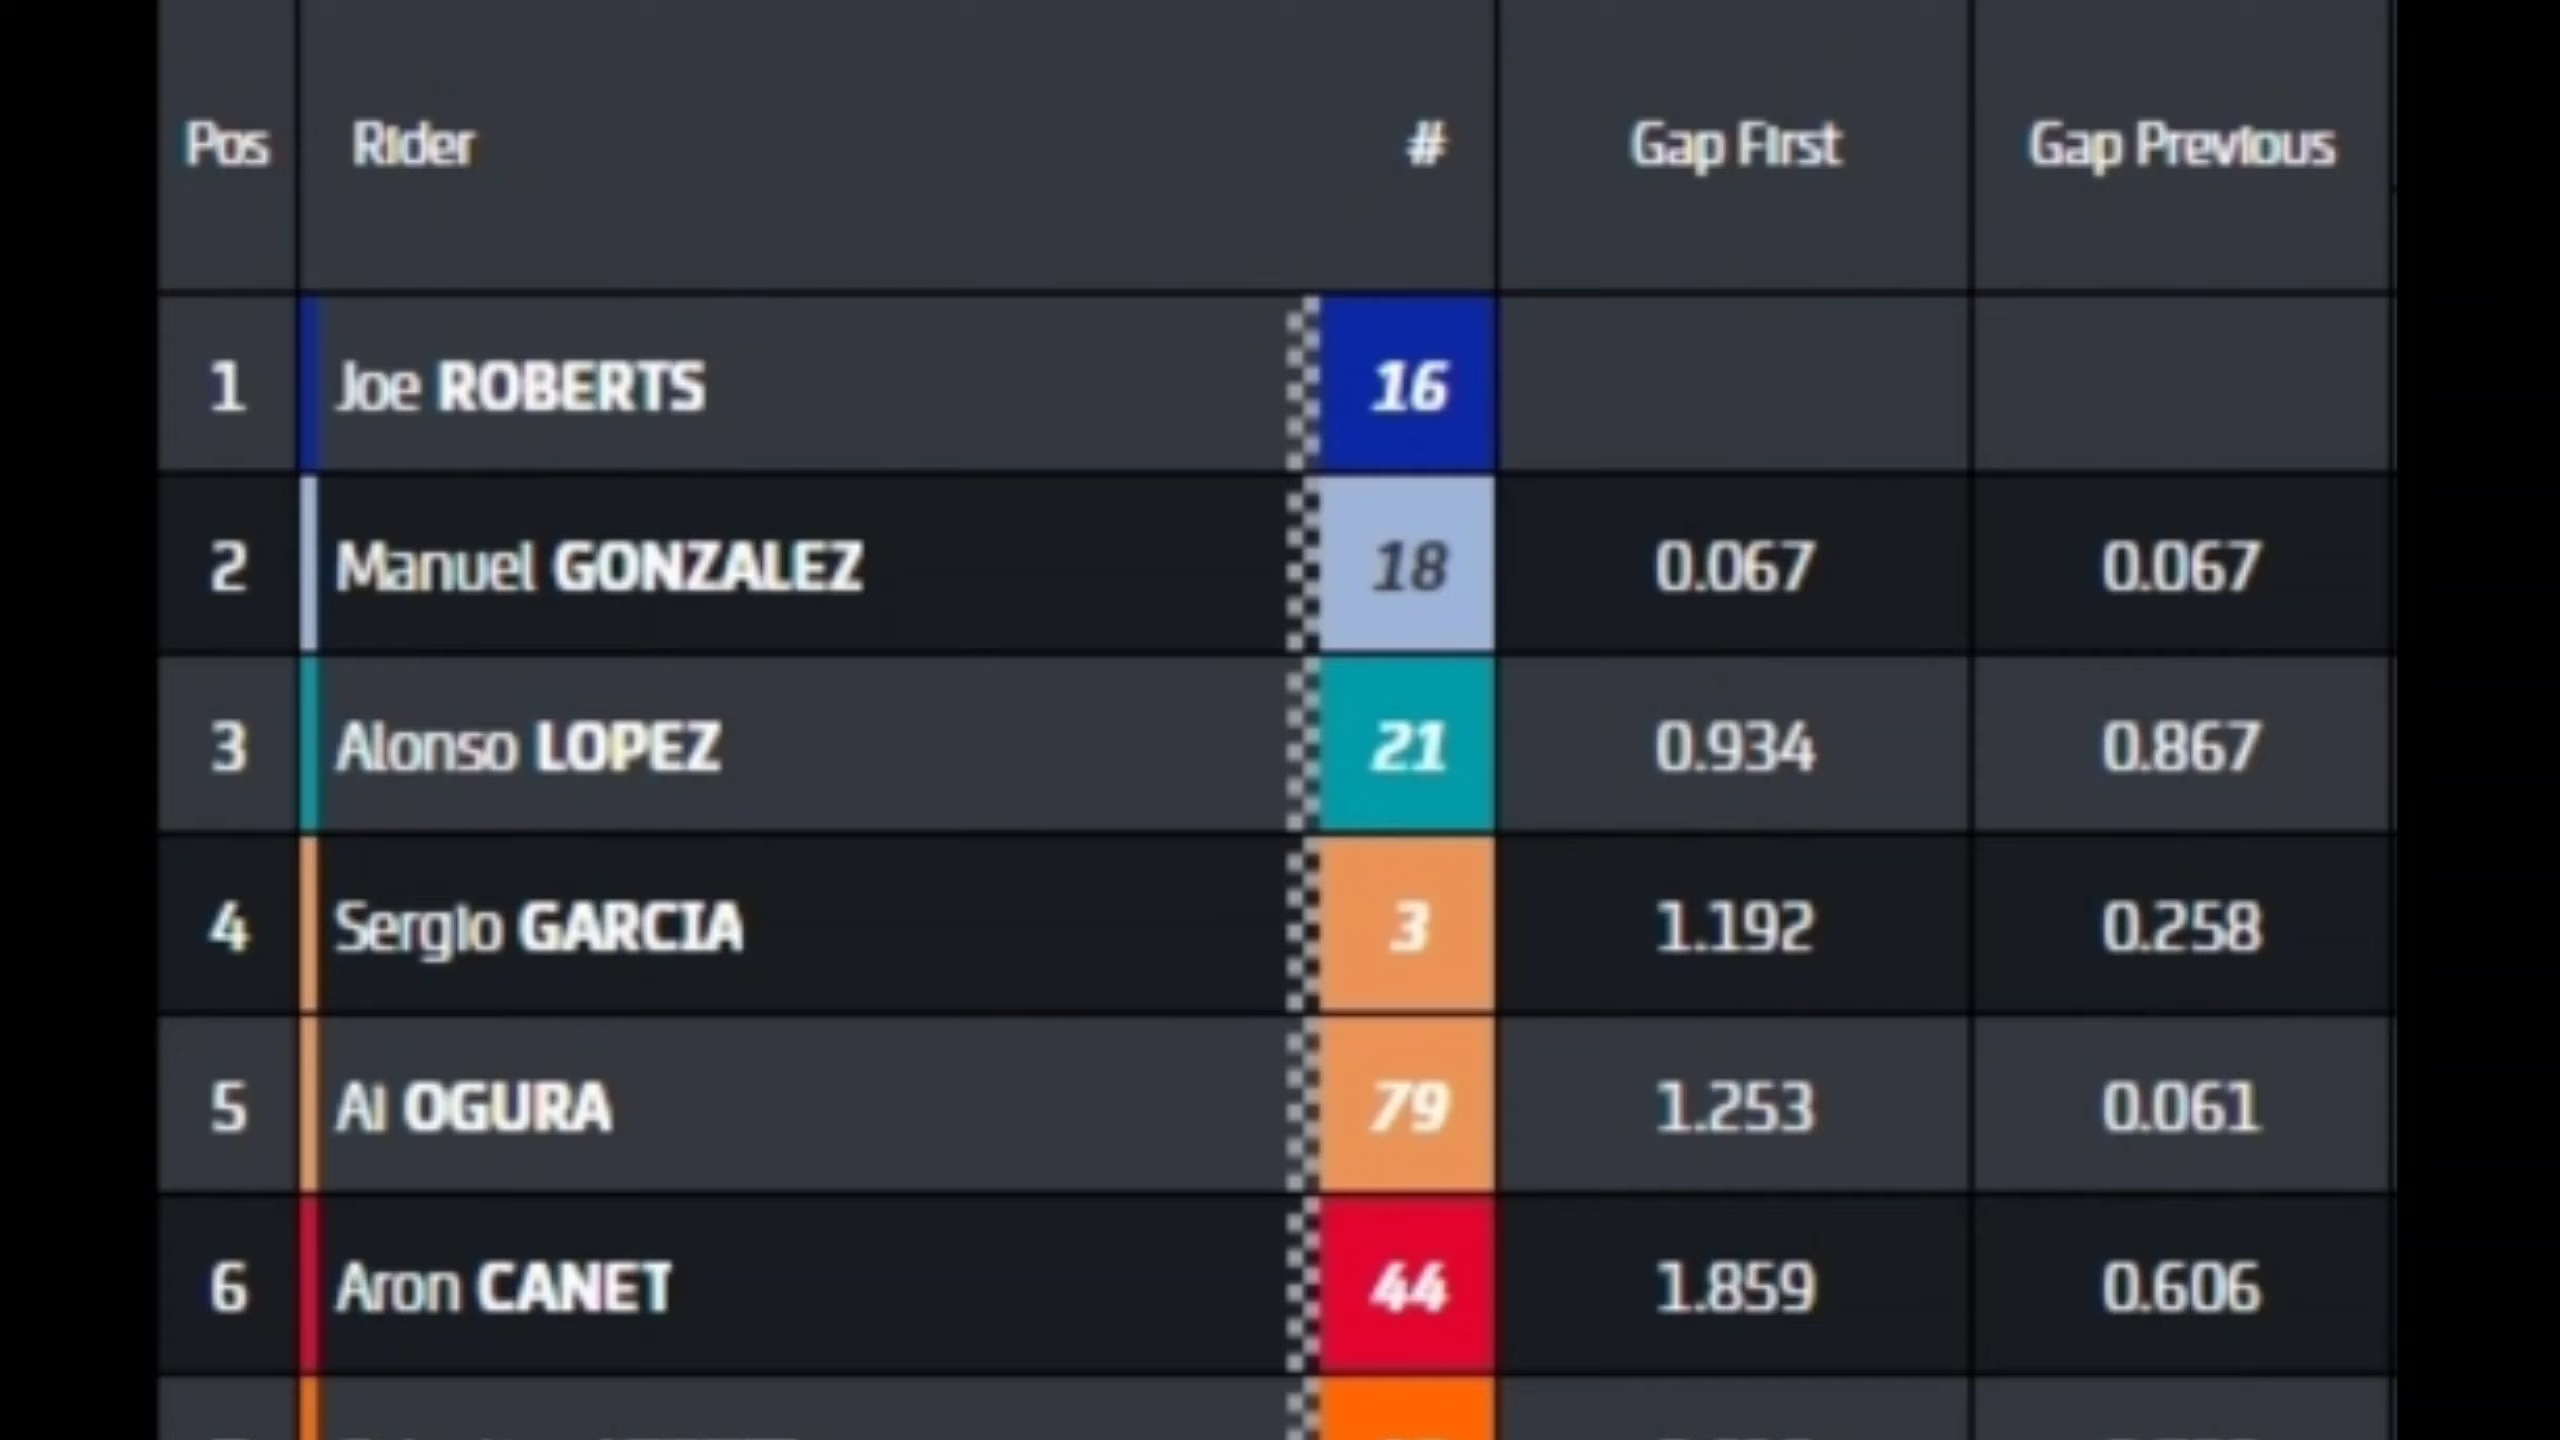 Pos Rider # Gap First Gap Previous
1 Joe ROBERTS 16
2 Manuel GONZALEZ 18 0.067 0.067
3 Alonso LOPEZ 21 0.934 0.867
4 Sergio GARCIA 3 1.192 0.258
5 Ai OGURA 79 1.253 0.061
6 Aron CANET 44 1.859 0.606